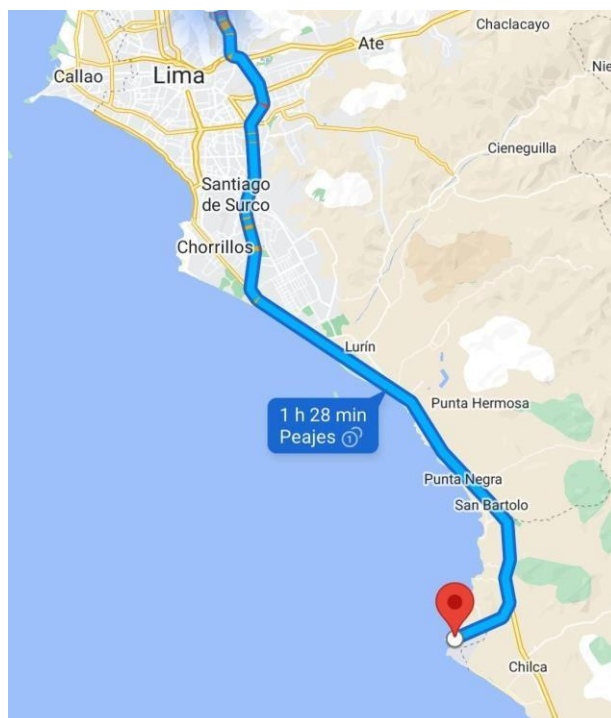 Chaclacayo
Ate
Callao
Lima
Nie
Cieneguilla
Santiago
de Surco
Chorrillos
Lurín
Punta Hermosa
1 h 28 min
Peajes
Punta Negra
San Bartolo
Chilca